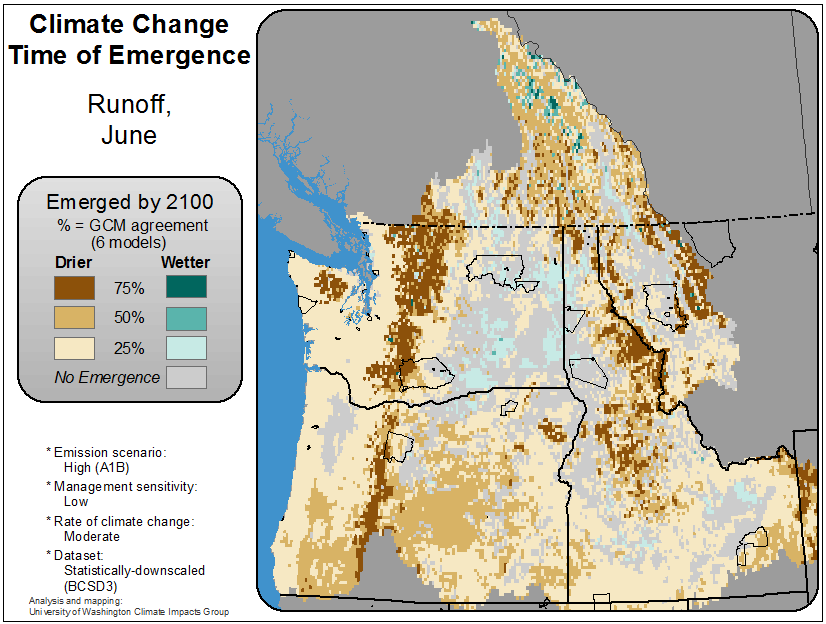 Climate Change
Time of Emergence
Runoff,
June
Emerged by 2100
% = GCM agreement
(6 models)
Drier Wetter
75%
50%
25%
No Emergence
* Emission scenario:
High (A1B)
* Management sensitivity:
Low
* Rate of climate change:
Moderate
* Dataset:
Statistically-downscaled
(BCSD3)
Analysis and mapping:
University of Washington Climate Impacts Group